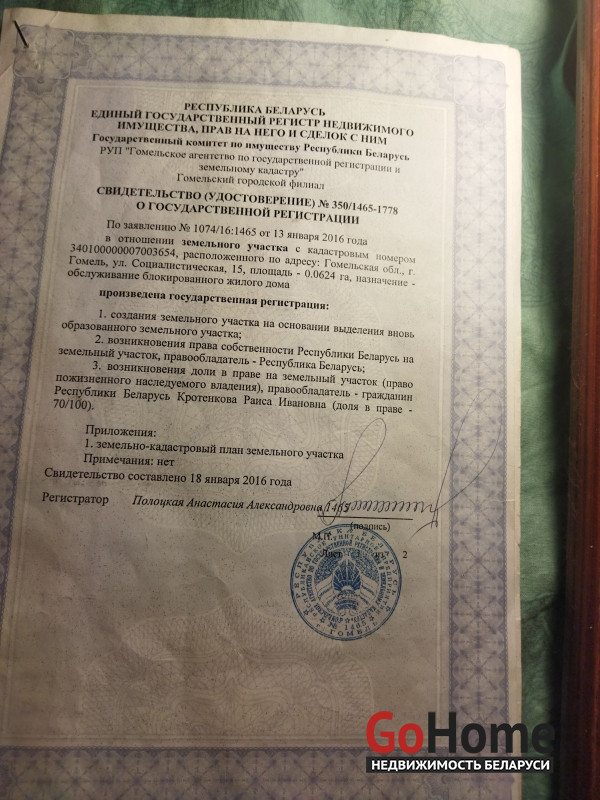 РЕСПУБЛИКА БЕЛАРУСЬ
ЕДИНЫЙ ГОСУДАРСТВЕННЫЙ РЕГИСТР НЕДВИЖИМОГО
ИМУЩЕСТВА, ПРАВ НА НЕГО И СДЕЛОК С НИМ
Государственный комитет по имуществу Республики Беларусь
РУП "Гомельское агентство по государственной регистрации и
земельному кадастру"
Гомельский городской филиал
СВИДЕТЕЛЬСТВО (УДОСТОВЕРЕНИЕ) № 350/1465-1778
О ГОСУДАРСТВЕННОЙ РЕГИСТРАЦИИ
По заявлению № 1074/16:1465 от 13 января 2016 года
в отношении земельного участка с кадастровым номером
340100000007003654, расположенного по адресу: Гомельская обл., г.
Гомель, ул. Социалистическая, 15, площадь - 0.0624 га, назначение -
обслуживание блокированного жилого дома
произведена государственная регистрация:
1. создания земельного участка на основании выделения вновь
образованного земельного участка;
2. возникновения права собственности Республики Беларусь на
земельный участок, правообладатель - Республика Беларусь;
3. возникновения доли в праве на земельный участок (право
пожизненного наследуемого владения), правообладатель - гражданин
Республики Беларусь Кротенкова Раиса Ивановна (доля в праве -
70/100).
Приложения:
1. земельно-кадастровый план земельного участка
Примечания: нет
Свидетельство составлено 18 января 2016 года
Регистратор Полоцкая Анастасия Александровна 1465
(подпись)
М.П.
Лист 1 из 2
GoHome
НЕДВИЖИМОСТЬ БЕЛАРУСИ